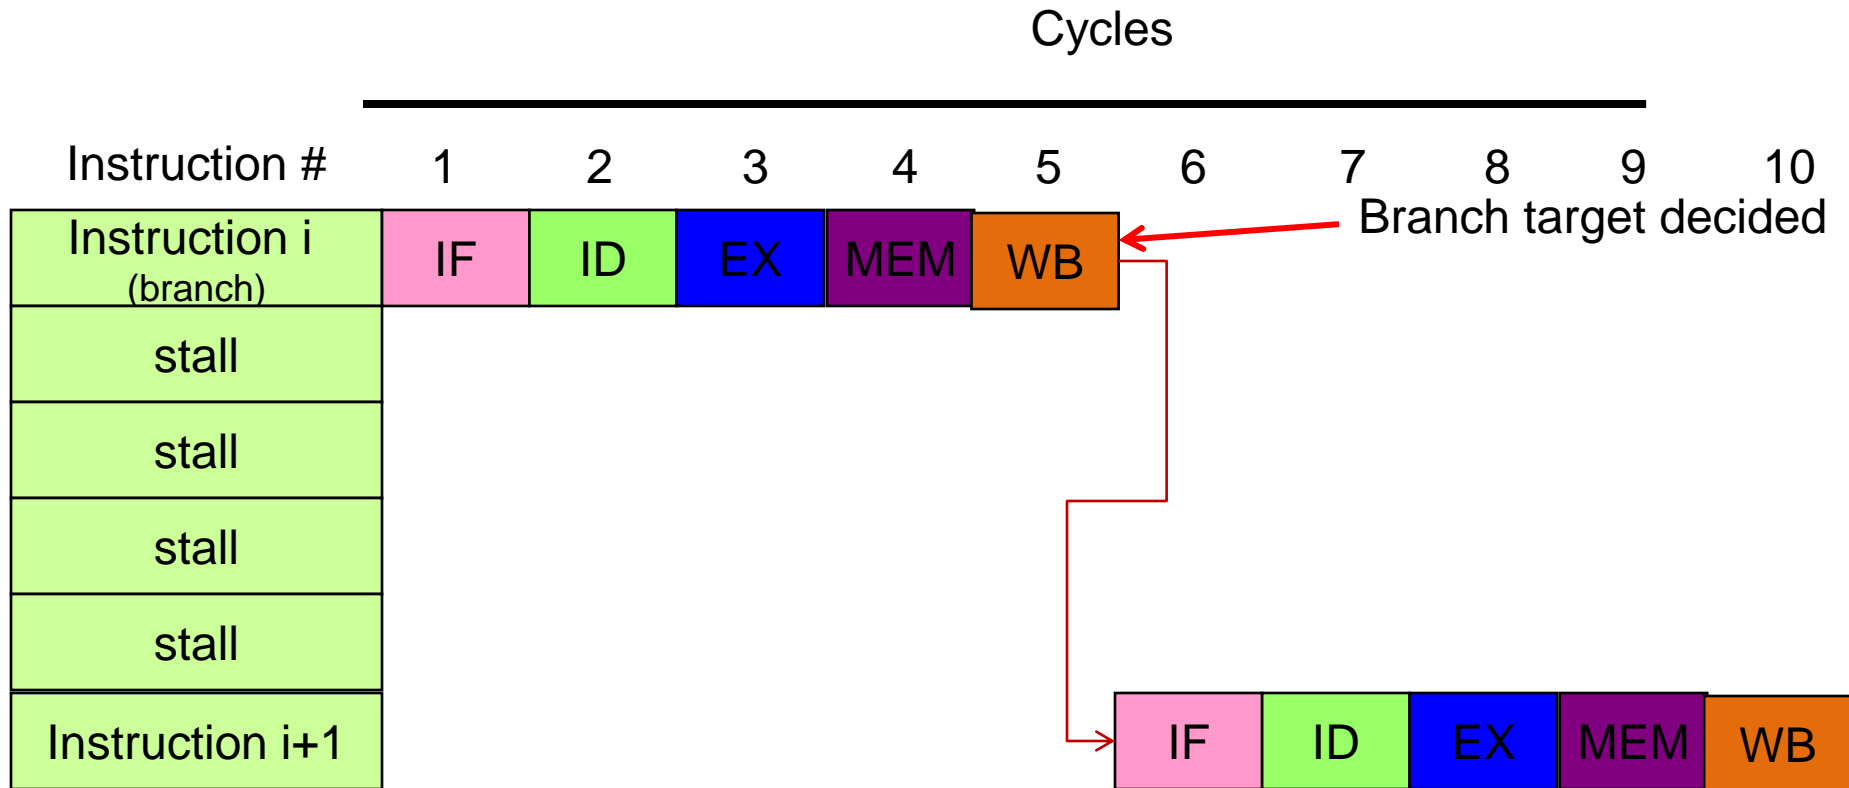 Cycles
Instruction # 1 2 3 4 5 6 7 8 9 10
Branch target decided
Instruction i IF ID EX MEM WB
(branch)
stall
stall
stall
stall
Instruction i+1 IF ID EX MEM WB